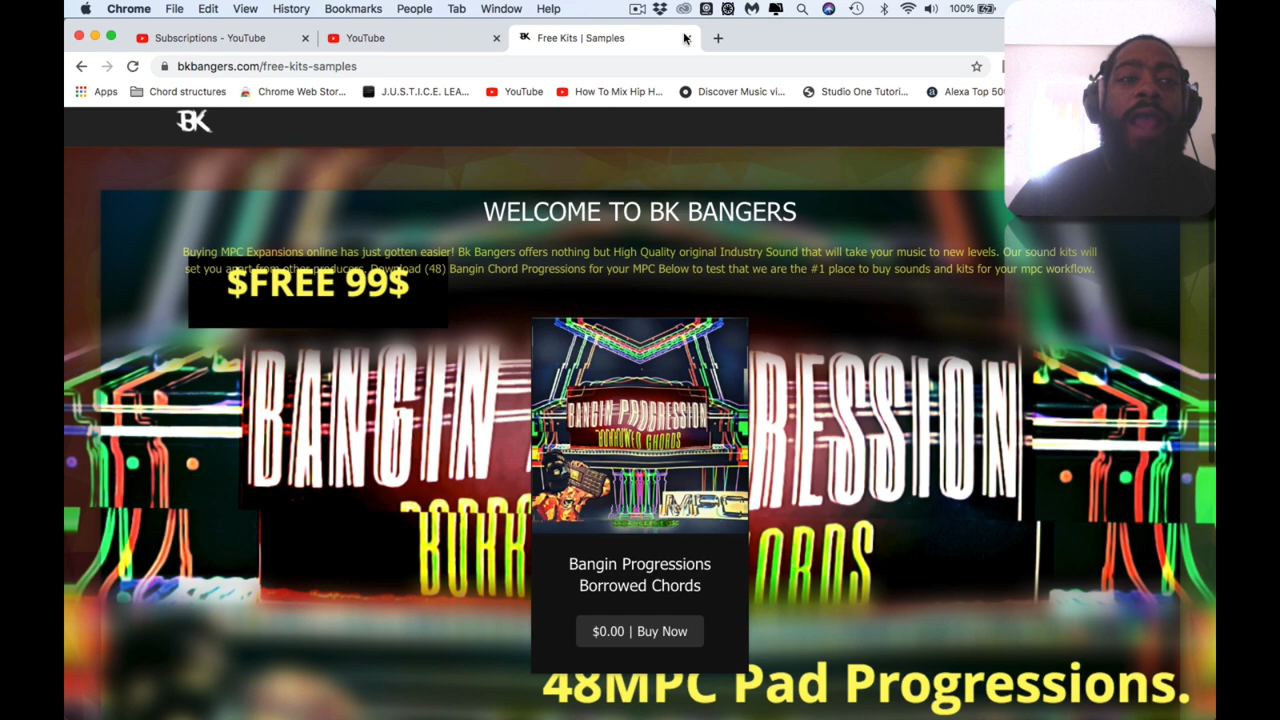 Chrome File Edit View History Bookmarks People Tab Window Help 100%
Subscriptions - YouTube YouTube BK Free Kits | Samples
bkbangers.com/free-kits-samples
Apps Chord structures Chrome Web Stor... J.U.S.T.I.C.E. LEA... YouTube How To Mix Hip H... Discover Music vi... Studio One Tutori... Alexa Top 50
BK
WELCOME TO BK BANGERS
Buying MPC Expansions online has just gotten easier! Bk Bangers offers nothing but High Quality original Industry Sound that will take your music to new levels. Our sound kits will
set you apart from other producers. Download (48) Bangin Chord Progressions for your MPC Below to test that we are the #1 place to buy sounds and kits for your mpc workflow.
$FREE 99$
BANGIN RESSION
BANGIN PROGRESSION
BORROWED CHORDS
Bangin Progressions
Borrowed Chords
$0.00 | Buy Now
48MPC Pad Progressions.